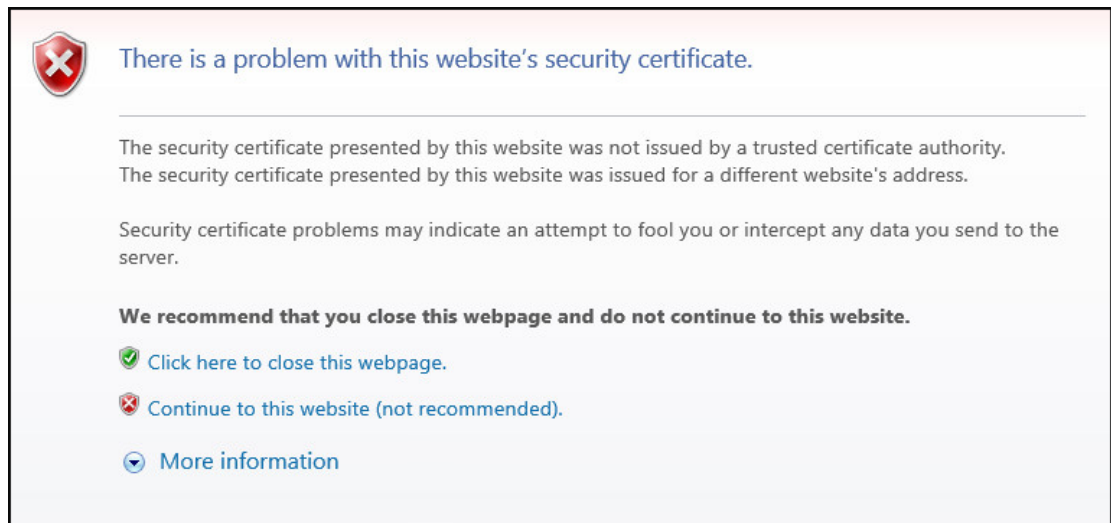 There is a problem with this website's security certificate.
The security certificate presented by this website was not issued by a trusted certificate authority.
The security certificate presented by this website was issued for a different website's address.
Security certificate problems may indicate an attempt to fool you or intercept any data you send to the
server.
We recommend that you close this webpage and do not continue to this website.
Click here to close this webpage.
Continue to this website (not recommended).
More information